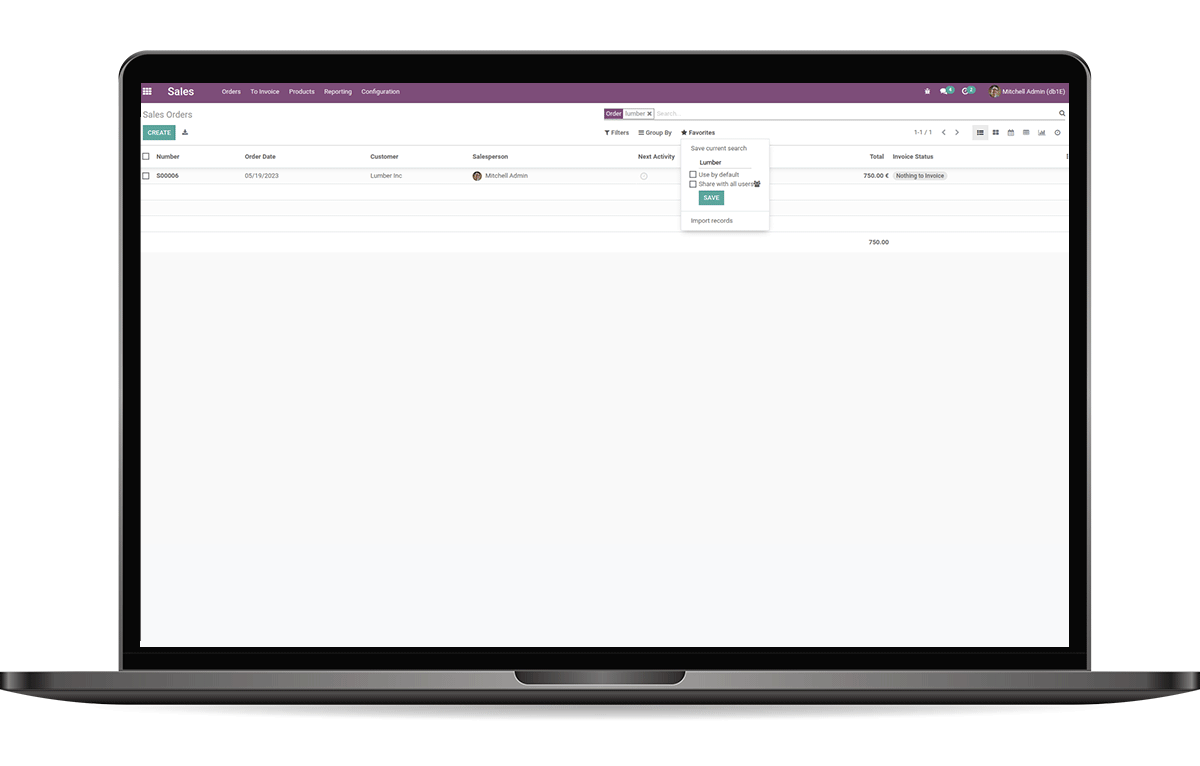 Sales Orders To Invoice Products Reporting Configuration 4 2 Mitchell Admin (db1E)
Sales Orders Order lumber × Search...
CREATE Filters Group By Favorites 1-1 / 1
Number Order Date Customer Salesperson Next Activity Total Invoice Status
S00006 05/19/2023 Lumber Inc Mitchell Admin 750.00 € Nothing to Invoice
Save current search
Lumber
Use by default
Share with all users
SAVE
Import records
750.00